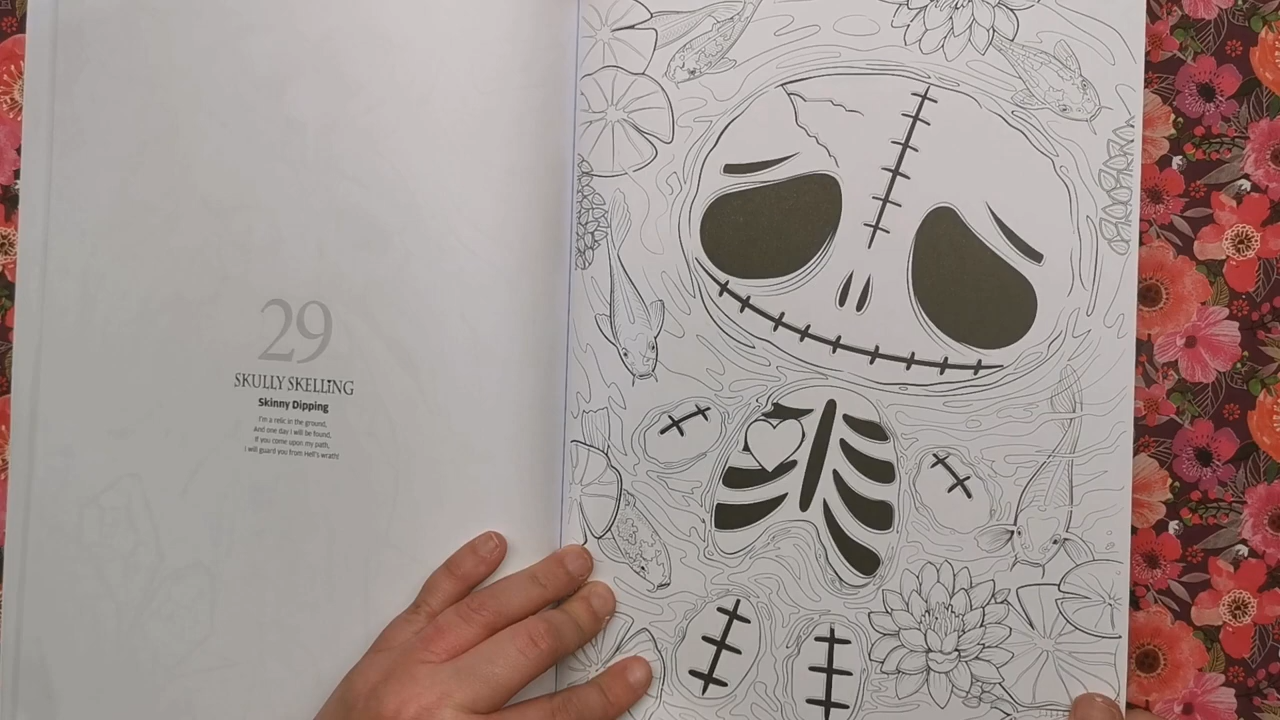 29
SKULLY SKELLING
Skinny Dipping
I'm a relic in the ground,
And one day I will be found,
If you come upon my path,
I will guard you from Hell's wrath!